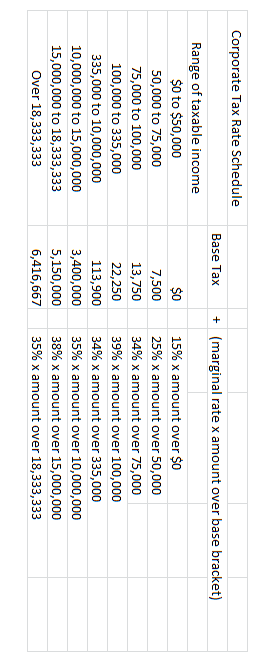 Corporate Tax Rate Schedule
Base Tax + (marginal rate x amount over base bracket)
Range of taxable income
$0 to $50,000 $0 15% x amount over $0
50,000 to 75,000 7,500 25% x amount over 50,000
75,000 to 100,000 13,750 34% x amount over 75,000
100,000 to 335,000 22,250 39% x amount over 100,000
335,000 to 10,000,000 113,900 34% x amount over 335,000
10,000,000 to 15,000,000 3,400,000 35% x amount over 10,000,000
15,000,000 to 18,333,333 5,150,000 38% x amount over 15,000,000
Over 18,333,333 6,416,667 35% x amount over 18,333,333